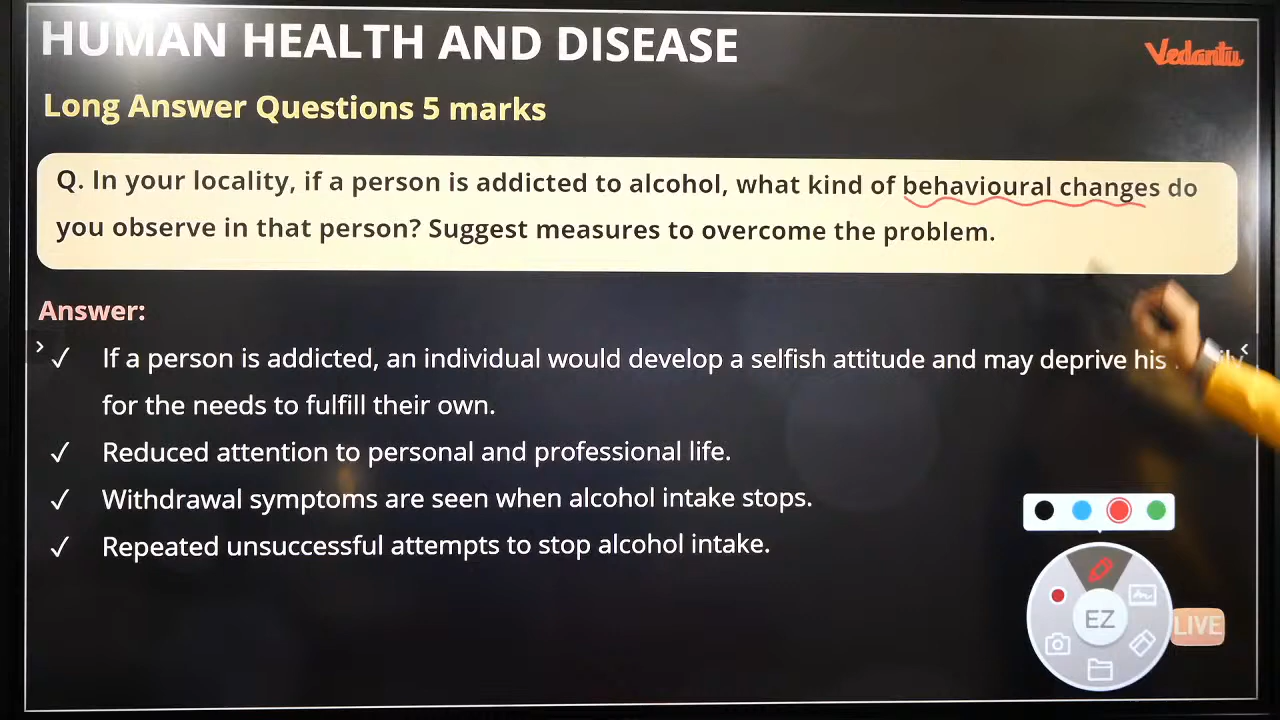 HUMAN HEALTH AND DISEASE
Vedantu
Long Answer Questions 5 marks
Q. In your locality, if a person is addicted to alcohol, what kind of behavioural changes do
you observe in that person? Suggest measures to overcome the problem.
Answer:
✓ If a person is addicted, an individual would develop a selfish attitude and may deprive his
for the needs to fulfill their own.
✓ Reduced attention to personal and professional life.
✓ Withdrawal symptoms are seen when alcohol intake stops.
✓ Repeated unsuccessful attempts to stop alcohol intake.
EZ
LIVE